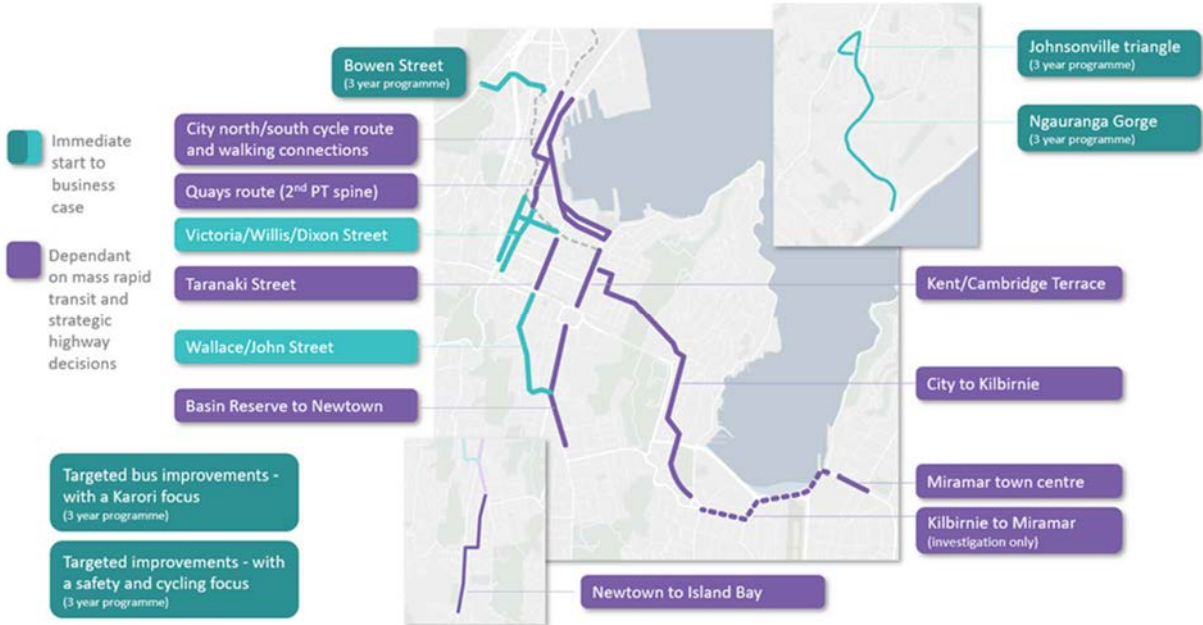 Bowen Street
(3 year programme)
City north/south cycle route
and walking connections
Quays route (2nd PT spine)
Victoria/Willis/Dixon Street
Taranaki Street
Wallace/John Street
Basin Reserve to Newtown
Immediate
start to
business
case
Dependant
on mass rapid
transit and
strategic
highway
decisions
Targeted bus improvements -
with a Karori focus
(3 year programme)
Targeted improvements - with
a safety and cycling focus
(3 year programme)
Johnsonville triangle
(3 year programme)
Ngauranga Gorge
(3 year programme)
Kent/Cambridge Terrace
City to Kilbirnie
Miramar town centre
Kilbirnie to Miramar
(investigation only)
Newtown to Island Bay